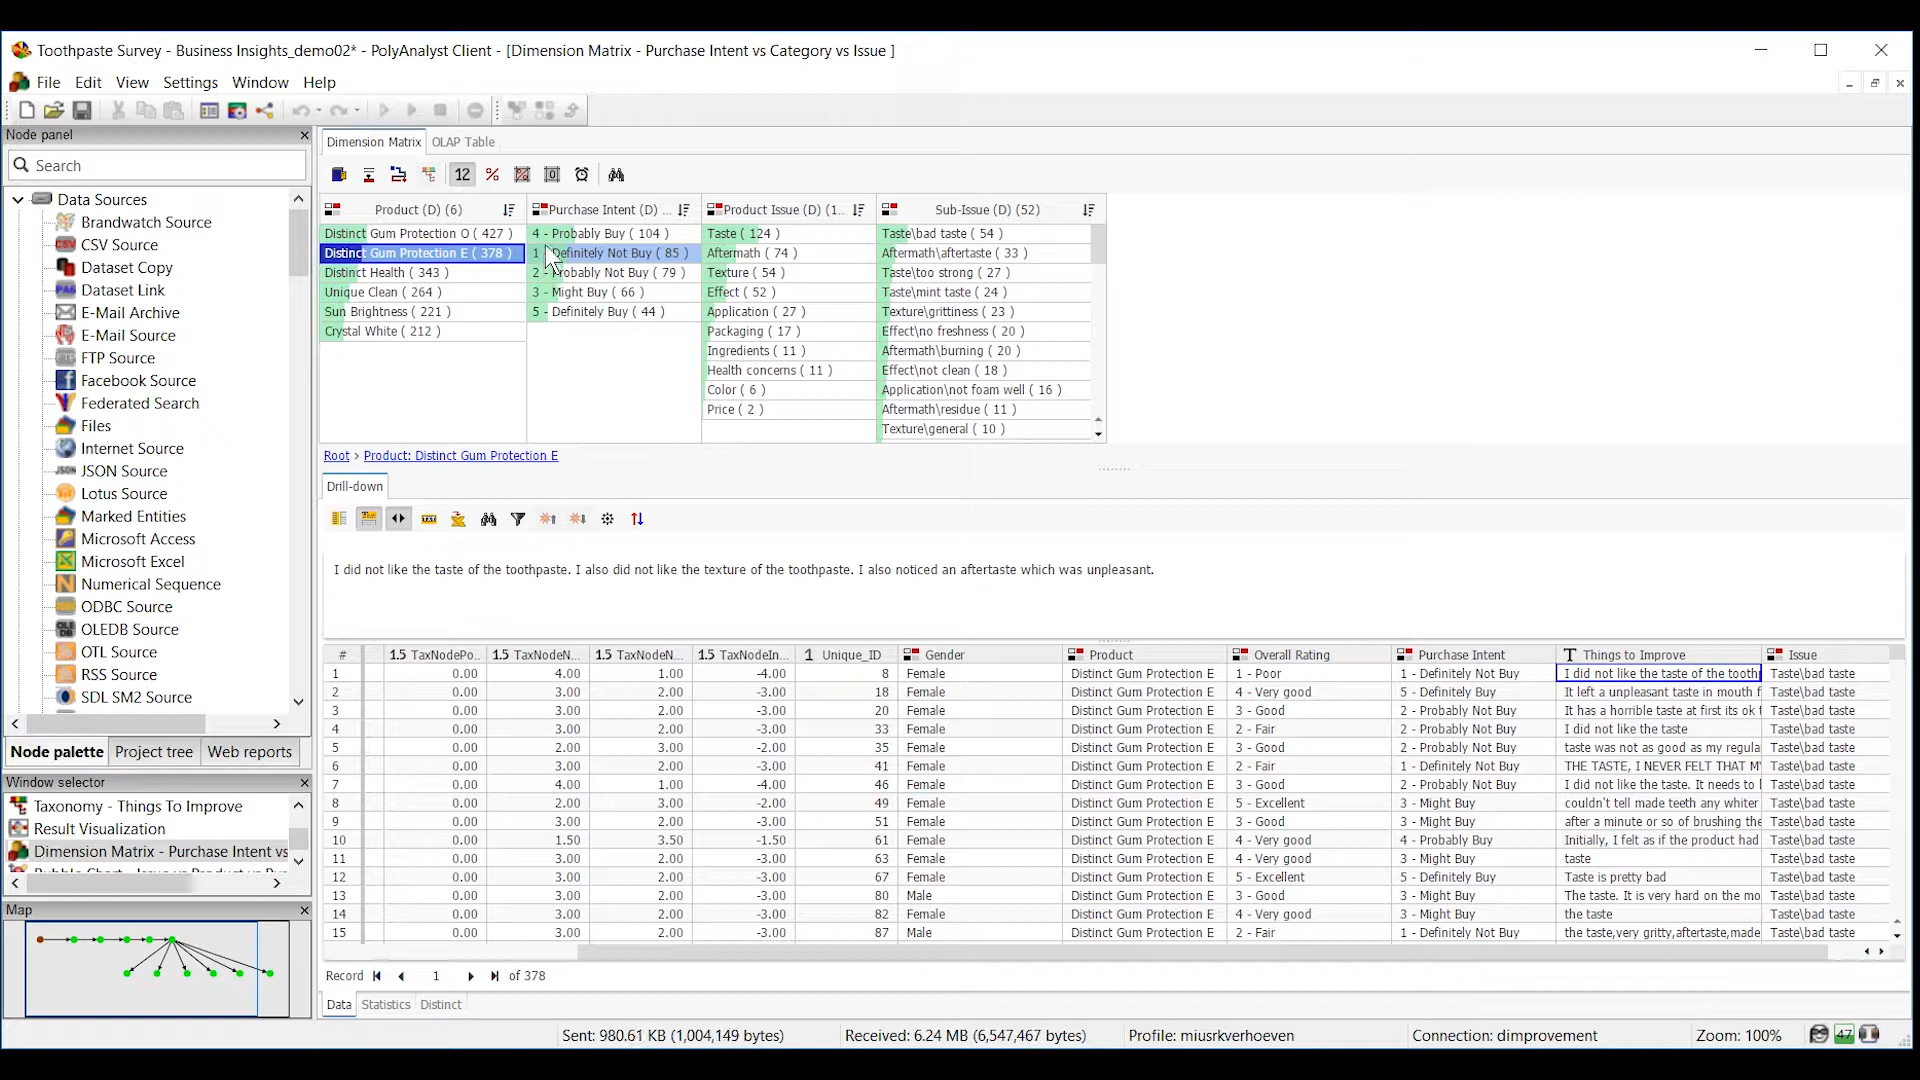 Toothpaste Survey - Business Insights_demo02* - PolyAnalyst Client - [Dimension Matrix - Purchase Intent vs Category vs Issue ]
File Edit View Settings Window Help
Node panel
Search
Data Sources
Brandwatch Source
CSV Source
Dataset Copy
Dataset Link
E-Mail Archive
E-Mail Source
FTP Source
Facebook Source
Federated Search
Files
Internet Source
JSON Source
Lotus Source
Marked Entities
Microsoft Access
Microsoft Excel
Numerical Sequence
ODBC Source
OLEDB Source
OTL Source
RSS Source
SDL SM2 Source
Node palette Project tree Web reports
Window selector
Taxonomy - Things To Improve
Result Visualization
Dimension Matrix - Purchase Intent vs
Map
Dimension Matrix OLAP Table
12 %
Product (D) (6) Purchase Intent (D) ... Product Issue (D) (1... Sub-Issue (D) (52)
Distinct Gum Protection O ( 427 ) 4 - Probably Buy ( 104 ) Taste ( 124 ) Taste\bad taste ( 54 )
Distinct Gum Protection E ( 378 ) 1 - Definitely Not Buy ( 85 ) Aftermath ( 74 ) Aftermath\aftertaste ( 33 )
Distinct Health ( 343 ) 2 - Probably Not Buy ( 79 ) Texture ( 54 ) Taste\too strong ( 27 )
Unique Clean ( 264 ) 3 - Might Buy ( 66 ) Effect ( 52 ) Taste\mint taste ( 24 )
Sun Brightness ( 221 ) 5 - Definitely Buy ( 44 ) Application ( 27 ) Texture\grittiness ( 23 )
Crystal White ( 212 ) Packaging ( 17 ) Effect\no freshness ( 20 )
Ingredients ( 11 ) Aftermath\burning ( 20 )
Health concerns ( 11 ) Effect\not clean ( 18 )
Color ( 6 ) Application\not foam well ( 16 )
Price ( 2 ) Aftermath\residue ( 11 )
Texture\general ( 10 )
Root > Product: Distinct Gum Protection E
Drill-down
I did not like the taste of the toothpaste. I also did not like the texture of the toothpaste. I also noticed an aftertaste which was unpleasant.
# 1.5 TaxNodePo... 1.5 TaxNodeN... 1.5 TaxNodeN... 1.5 TaxNodeIn... 1 Unique_ID Gender Product Overall Rating Purchase Intent T Things to Improve Issue
1 0.00 4.00 1.00 -4.00 8 Female Distinct Gum Protection E 1 - Poor 1 - Definitely Not Buy I did not like the taste of the tooth Taste\bad taste
2 0.00 3.00 2.00 -3.00 18 Female Distinct Gum Protection E 4 - Very good 5 - Definitely Buy It left a unpleasant taste in mouth f Taste\bad taste
3 0.00 3.00 2.00 -3.00 20 Female Distinct Gum Protection E 3 - Good 2 - Probably Not Buy It has a horrible taste at first its ok t Taste\bad taste
4 0.00 3.00 2.00 -3.00 33 Female Distinct Gum Protection E 2 - Fair 2 - Probably Not Buy I did not like the taste Taste\bad taste
5 0.00 3.00 2.00 -2.00 35 Female Distinct Gum Protection E 3 - Good 2 - Probably Not Buy taste was not as good as my regula Taste\bad taste
6 0.00 3.00 2.00 -3.00 41 Female Distinct Gum Protection E 2 - Fair 1 - Definitely Not Buy THE TASTE, I NEVER FELT THAT M Taste\bad taste
7 0.00 4.00 1.00 -4.00 46 Female Distinct Gum Protection E 3 - Good 2 - Probably Not Buy I did not like the taste. It needs to Taste\bad taste
8 0.00 2.00 3.00 -2.00 49 Female Distinct Gum Protection E 5 - Excellent 3 - Might Buy couldn't tell made teeth any whiter Taste\bad taste
9 0.00 3.00 2.00 -3.00 51 Female Distinct Gum Protection E 3 - Good 3 - Might Buy after a minute or so of brushing the Taste\bad taste
10 0.00 1.50 3.50 -1.50 61 Female Distinct Gum Protection E 4 - Very good 4 - Probably Buy Initially, I felt as if the product had Taste\bad taste
11 0.00 3.00 2.00 -3.00 63 Female Distinct Gum Protection E 4 - Very good 3 - Might Buy taste Taste\bad taste
12 0.00 3.00 2.00 -3.00 67 Female Distinct Gum Protection E 5 - Excellent 5 - Definitely Buy Taste is pretty bad Taste\bad taste
13 0.00 3.00 2.00 -3.00 80 Male Distinct Gum Protection E 3 - Good 3 - Might Buy The taste. It is very hard on the mo Taste\bad taste
14 0.00 3.00 2.00 -3.00 82 Female Distinct Gum Protection E 4 - Very good 3 - Might Buy the taste Taste\bad taste
15 0.00 3.00 2.00 -3.00 87 Male Distinct Gum Protection E 2 - Fair 1 - Definitely Not Buy the taste,very gritty,aftertaste,made Taste\bad taste
Record 1 of 378
Data Statistics Distinct
Sent: 980.61 KB (1,004,149 bytes) Received: 6.24 MB (6,547,467 bytes) Profile: miusrkverhoeven Connection: dimprovement Zoom: 100% 47